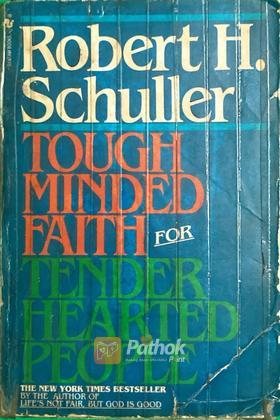 Robert H.
Schuller
TOUGH
MINDED
FAITH
FOR
TENDER
HEARTED
PEOPLE
Pathok
Point
THE NEW YORK TIMES BESTSELLER
BY THE AUTHOR OF
LIFE'S NOT FAIR, BUT GOD IS GOOD